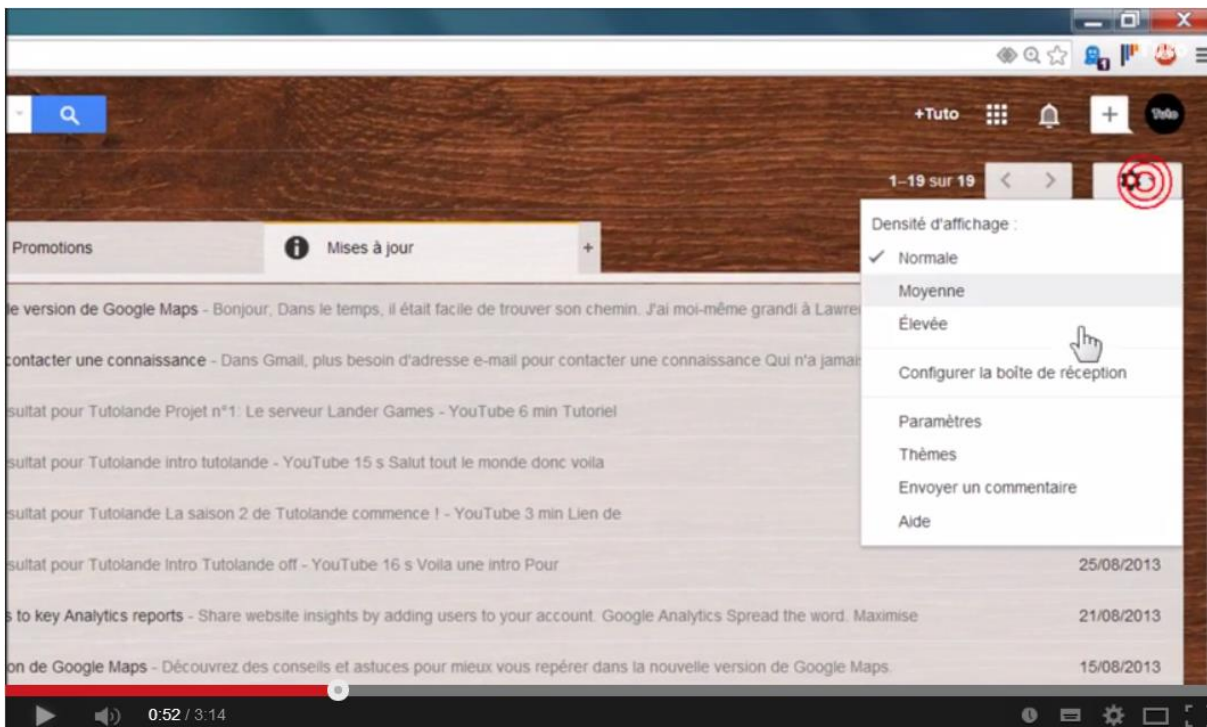 +Tuto
Tuto
1–19 sur 19
Promotions
Mises à jour
+
Densité d'affichage :
Normale
Moyenne
Élevée
Configurer la boîte de réception
Paramètres
Thèmes
Envoyer un commentaire
Aide
le version de Google Maps - Bonjour, Dans le temps, il était facile de trouver son chemin. J'ai moi-même grandi à Lawre
contacter une connaissance - Dans Gmail, plus besoin d'adresse e-mail pour contacter une connaissance Qui n'a jamai
sultat pour Tutolande Projet n°1: Le serveur Lander Games - YouTube 6 min Tutoriel
sultat pour Tutolande intro tutolande - YouTube 15 s Salut tout le monde donc voila
sultat pour Tutolande La saison 2 de Tutolande commence ! - YouTube 3 min Lien de
sultat pour Tutolande Intro Tutolande off - YouTube 16 s Voila une intro Pour 25/08/2013
s to key Analytics reports - Share website insights by adding users to your account. Google Analytics Spread the word. Maximise 21/08/2013
on de Google Maps - Découvrez des conseils et astuces pour mieux vous repérer dans la nouvelle version de Google Maps. 15/08/2013
0:52 / 3:14